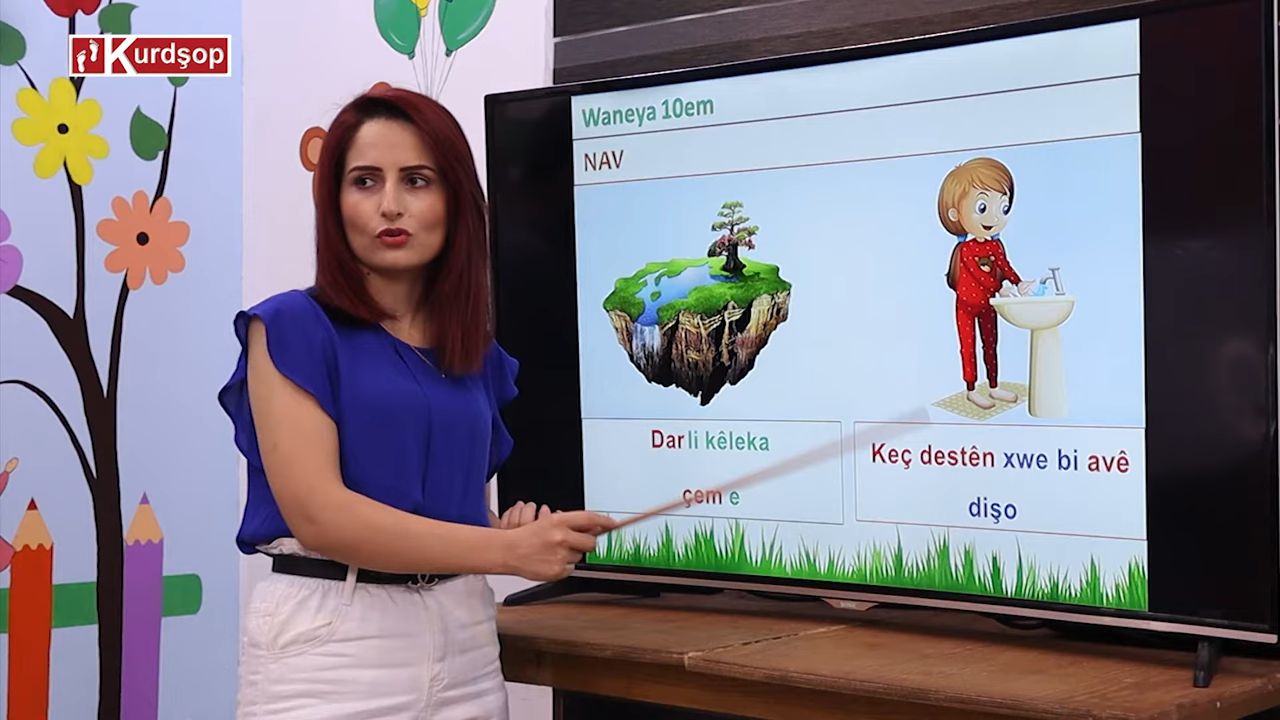 Kurdşop
Waneya 10em
NAV
Dar li kêleka
çem e
Keç destên xwe bi avê
dişo